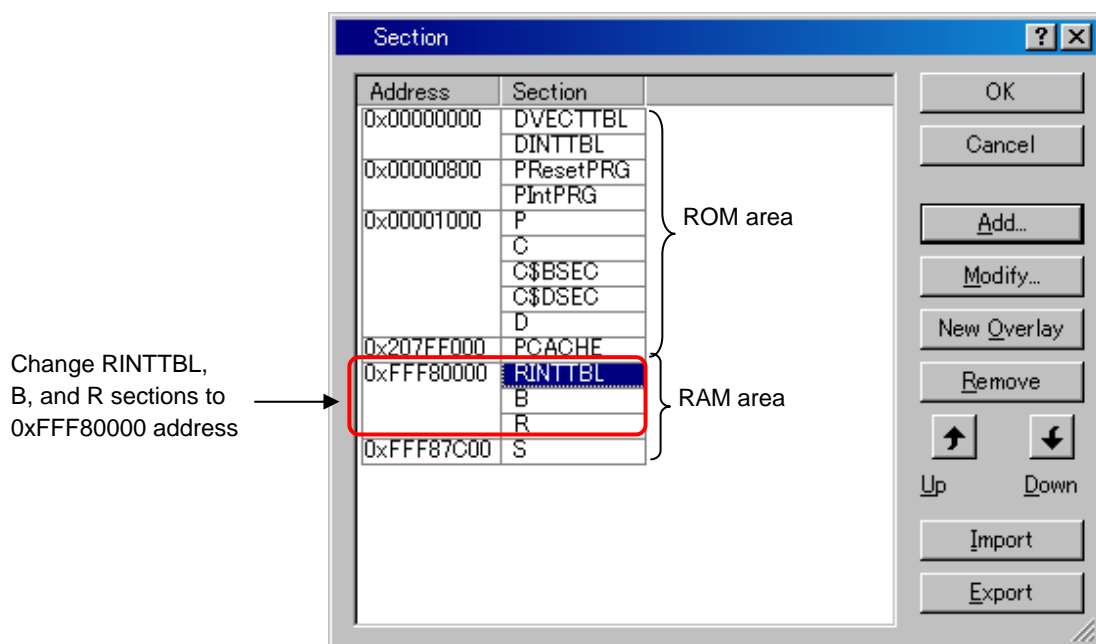 Section
? ×
Address Section
0x00000000 DVECTTBL
DINTTBL
0x00000800 PResetPRG
PIntPRG
0x00001000 P
C
C$BSEC
C$DSEC
D
0x207FF000 PCACHE
0xFFF80000 RINTTBL
B
R
0xFFF87C00 S
ROM area
RAM area
Change RINTTBL,
B, and R sections to
0xFFF80000 address
OK
Cancel
Add...
Modify...
New Overlay
Remove
Up Down
Import
Export